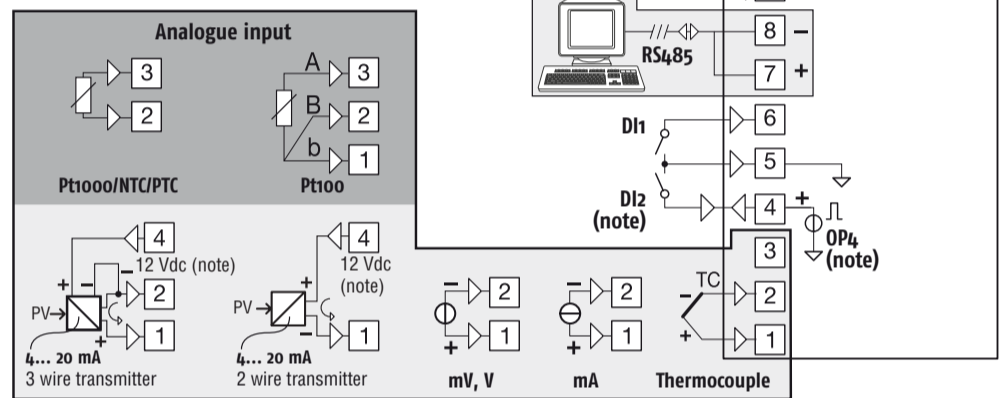 Analogue input
3
2
Pt1000/NTC/PTC
A
3
B
2
b
1
Pt100
RS485
8 −
7 +
DI1
6
5
DI2
(note)
4 +
OP4
(note)
4
12 Vdc (note)
+ −
−
2
PV
1
+
4... 20 mA
3 wire transmitter
4
12 Vdc
(note)
+
PV
−
1
4... 20 mA
2 wire transmitter
−
2
1
+
mV, V
−
2
1
+
mA
3
TC
−
2
+
1
Thermocouple